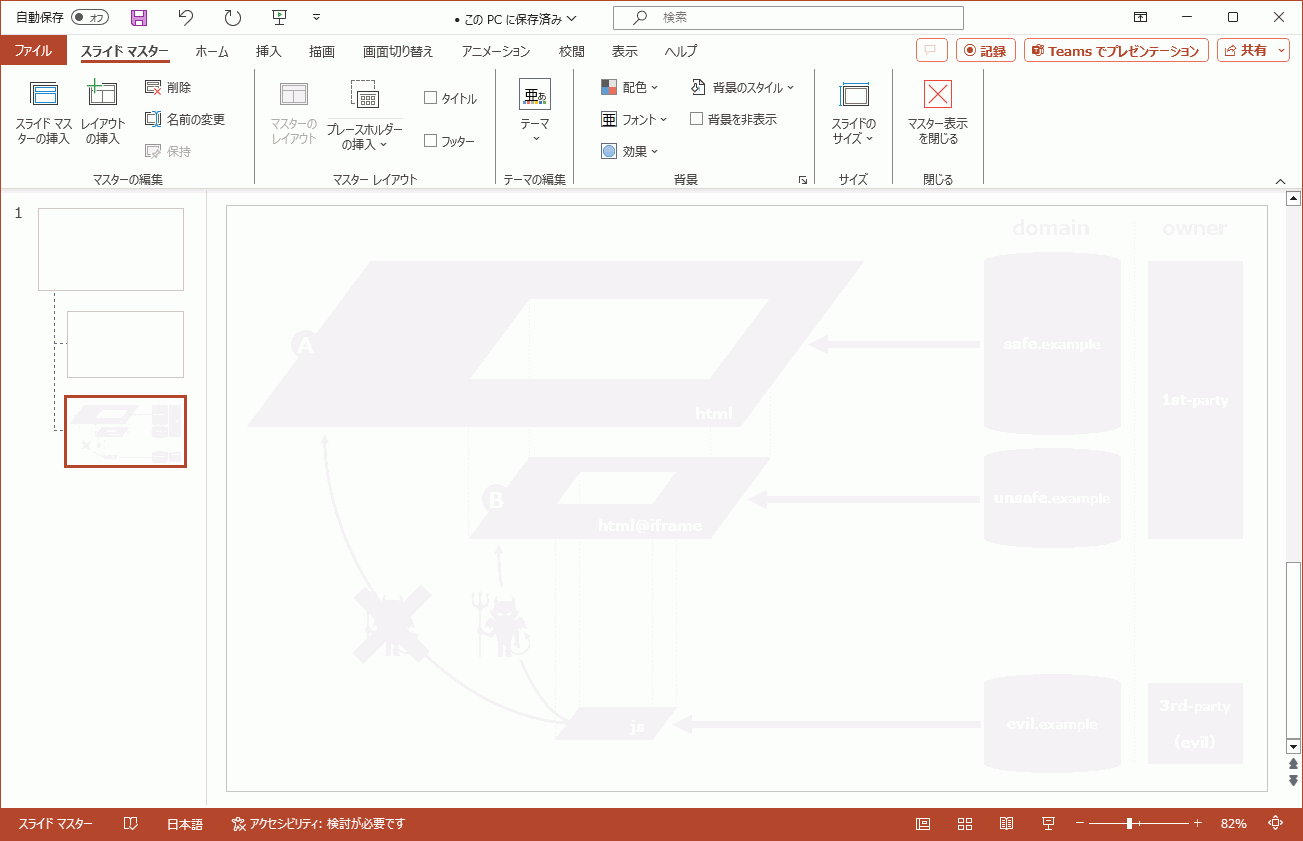 自動保存 オフ
• この PC に保存済み
検索
ファイル スライド マスター ホーム 挿入 描画 画面切り替え アニメーション 校閲 表示 ヘルプ
記録 Teams でプレゼンテーション 共有
スライド マス
ターの挿入
レイアウト
の挿入
削除
名前の変更
保持
マスターの編集
マスターの
レイアウト
プレースホルダー
の挿入
タイトル
フッター
マスター レイアウト
亜あ
テーマ
テーマの編集
配色
亜 フォント
効果
背景のスタイル
背景を非表示
背景
スライドの
サイズ
サイズ
マスター表示
を閉じる
閉じる
1
domain owner
A
safe.example
1st-party
html
B
unsafe.example
html@iframe
3rd-party
js
evil.example
(evil)
スライド マスター 日本語 アクセシビリティ: 検討が必要です 82%